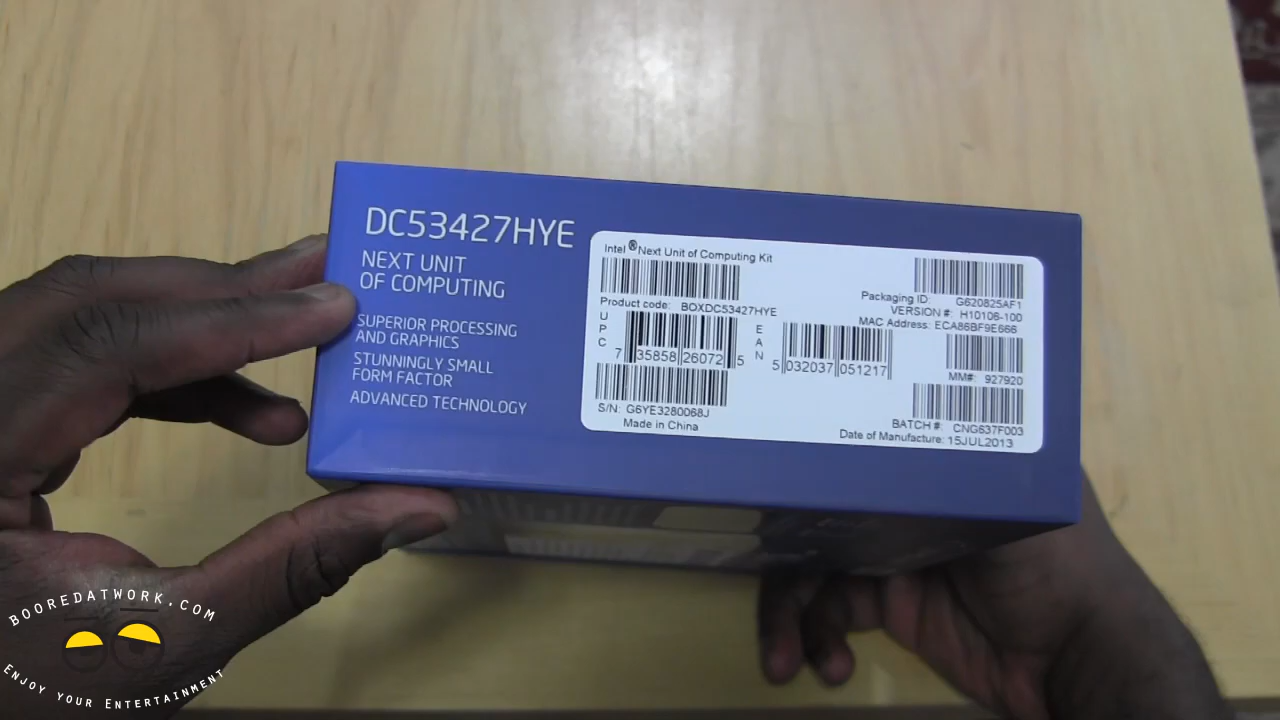 DC53427HYE
NEXT UNIT
OF COMPUTING
SUPERIOR PROCESSING
AND GRAPHICS
STUNNINGLY SMALL
FORM FACTOR
ADVANCED TECHNOLOGY
Intel® Next Unit of Computing Kit
Product code: BOXDC53427HYE
UPC
7 35858 26072 5
EAN
5 032037 051217
S/N: G6YE3280068J
Made in China
Packaging ID: G620825AF1
VERSION #: H10106-100
MAC Address: ECA86BF9E666
MM#: 927920
BATCH #: CNG637F003
Date of Manufacture: 15JUL2013
BOOREDATWORK.COM
ENJOY YOUR ENTERTAINMENT